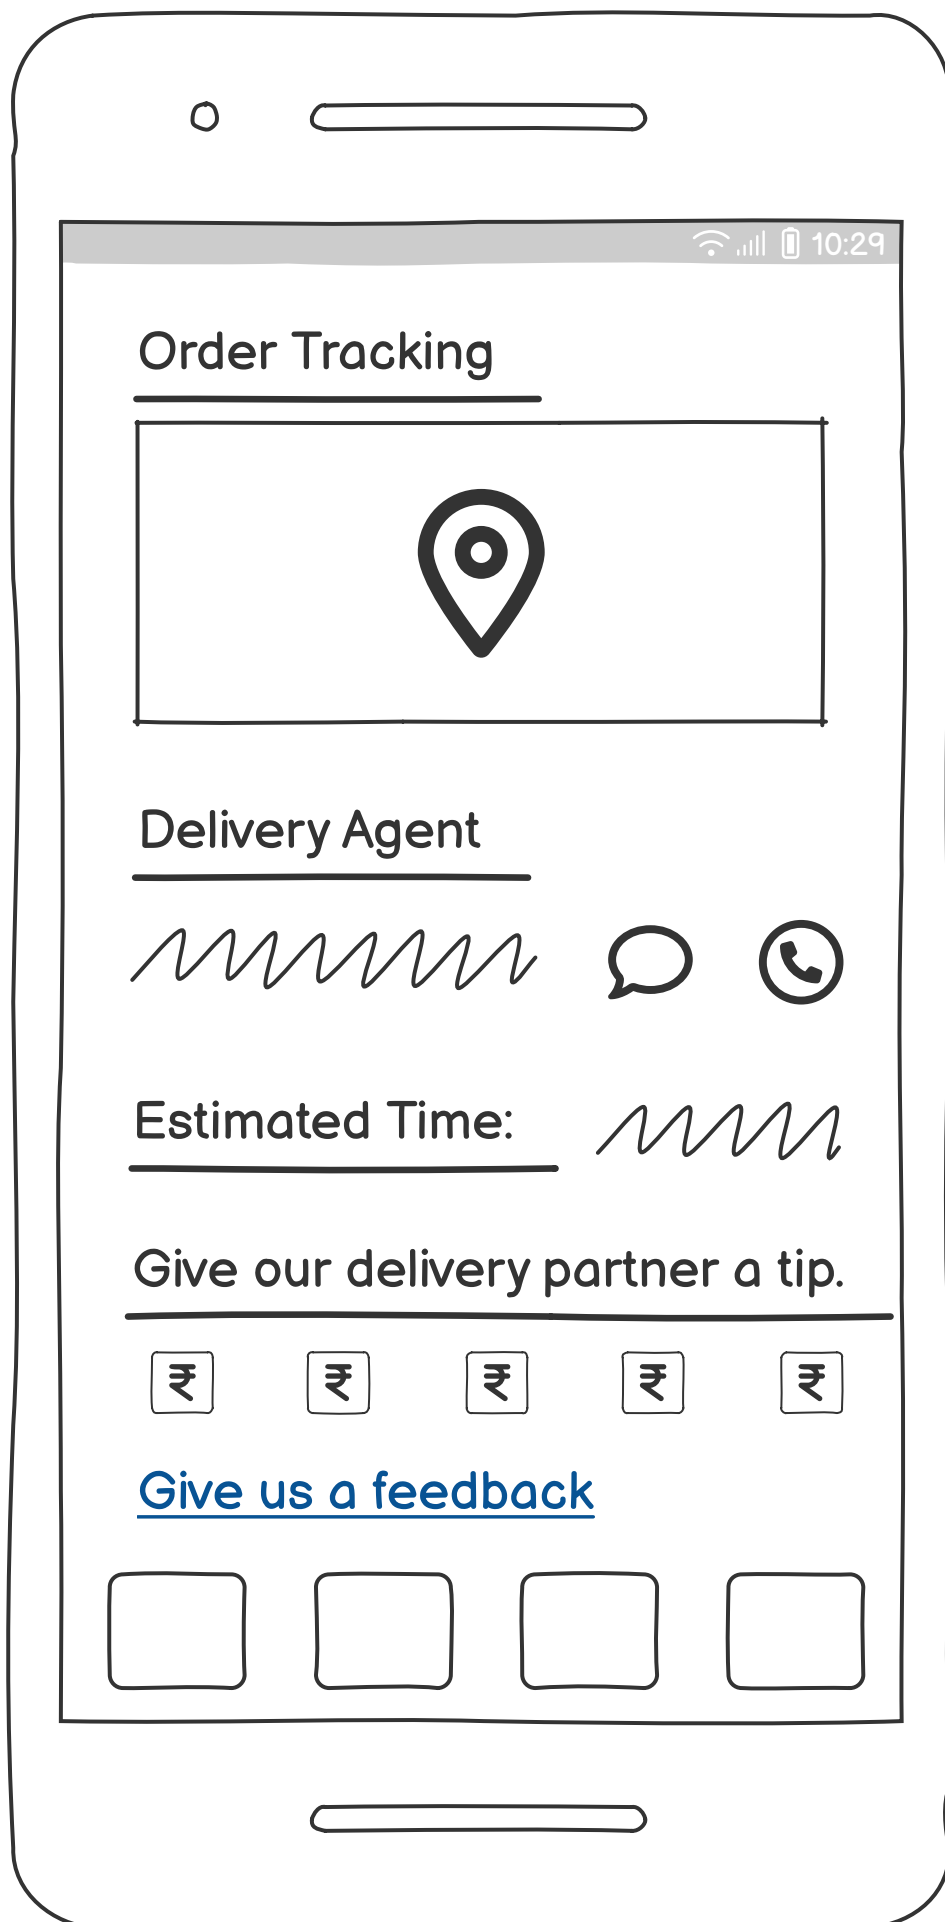 10:29
Order Tracking
Delivery Agent
Estimated Time:
Give our delivery partner a tip.
₹ ₹ ₹ ₹ ₹
Give us a feedback